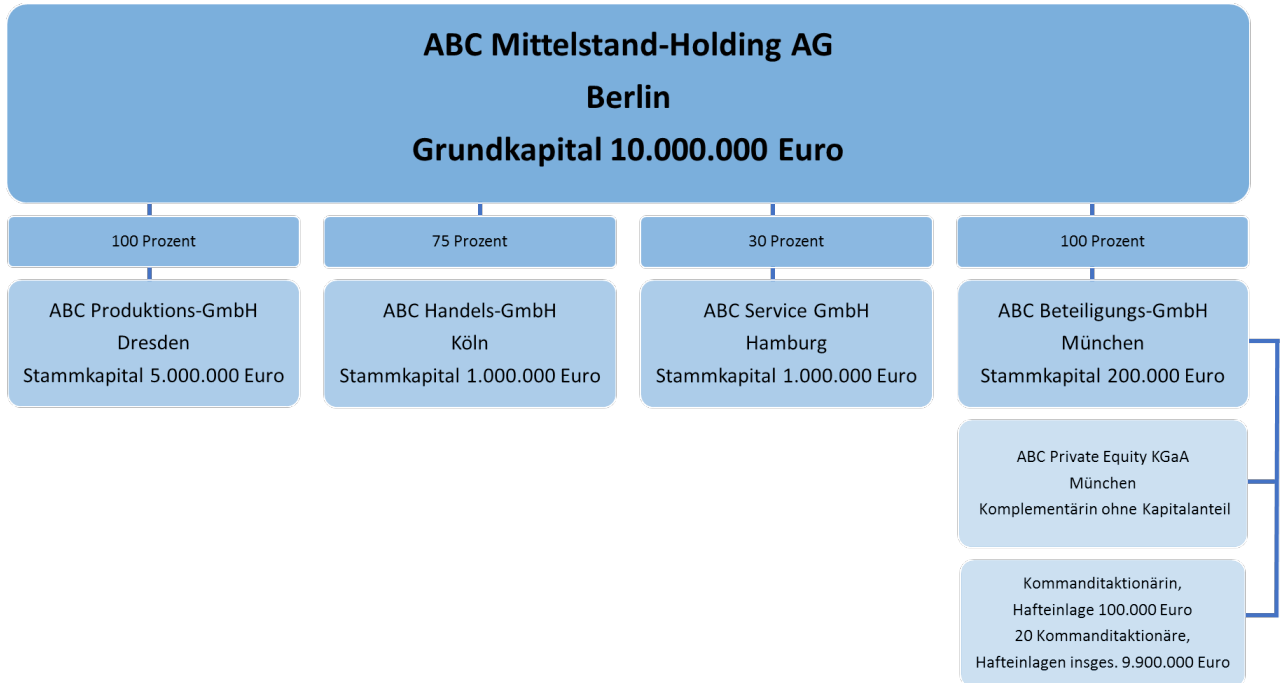 ABC Mittelstand-Holding AG
Berlin
Grundkapital 10.000.000 Euro
100 Prozent
75 Prozent
30 Prozent
100 Prozent
ABC Produktions-GmbH
Dresden
Stammkapital 5.000.000 Euro
ABC Handels-GmbH
Köln
Stammkapital 1.000.000 Euro
ABC Service GmbH
Hamburg
Stammkapital 1.000.000 Euro
ABC Beteiligungs-GmbH
München
Stammkapital 200.000 Euro
ABC Private Equity KGaA
München
Komplementärin ohne Kapitalanteil
Kommanditaktionärin,
Hafteinlage 100.000 Euro
20 Kommanditaktionäre,
Hafteinlagen insges. 9.900.000 Euro